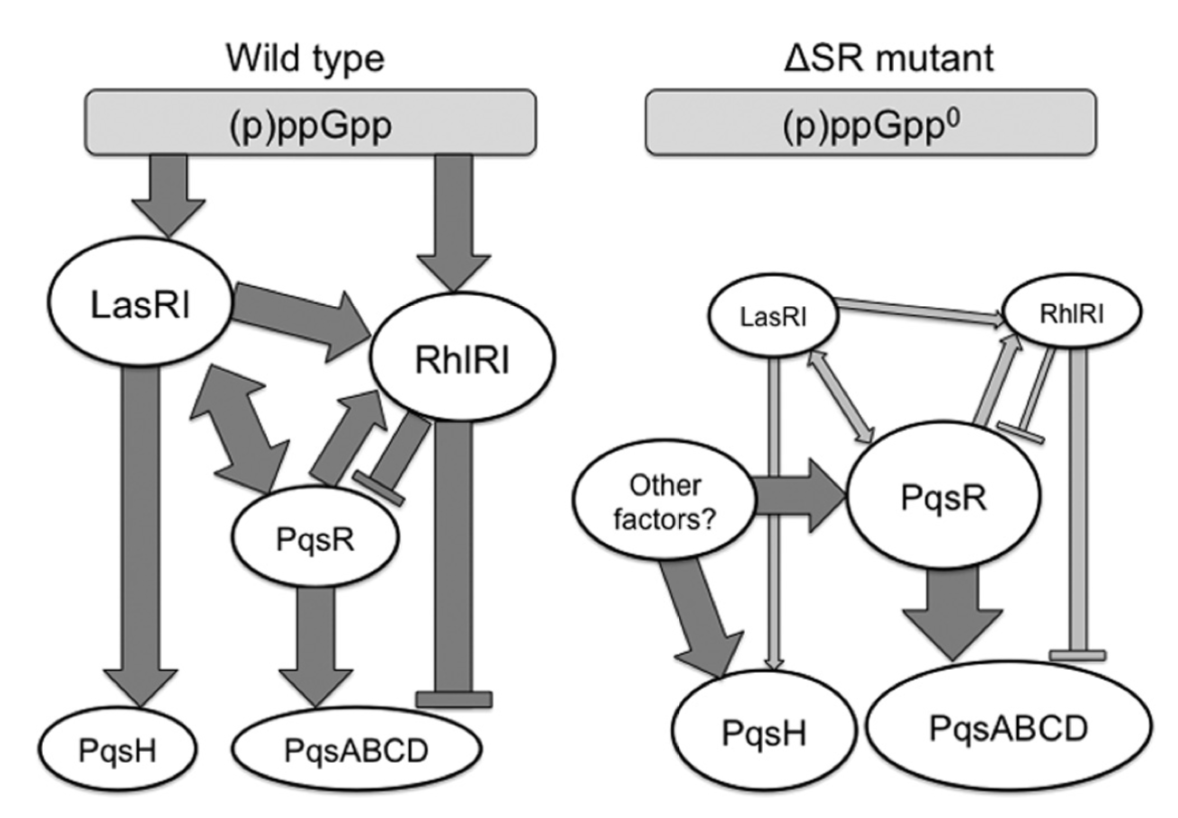 Wild type
(p)ppGpp
LasRI
RhlRI
PqsR
PqsH
PqsABCD
ΔSR mutant
(p)ppGpp⁰
LasRI
RhlRI
Other
factors?
PqsR
PqsH
PqsABCD